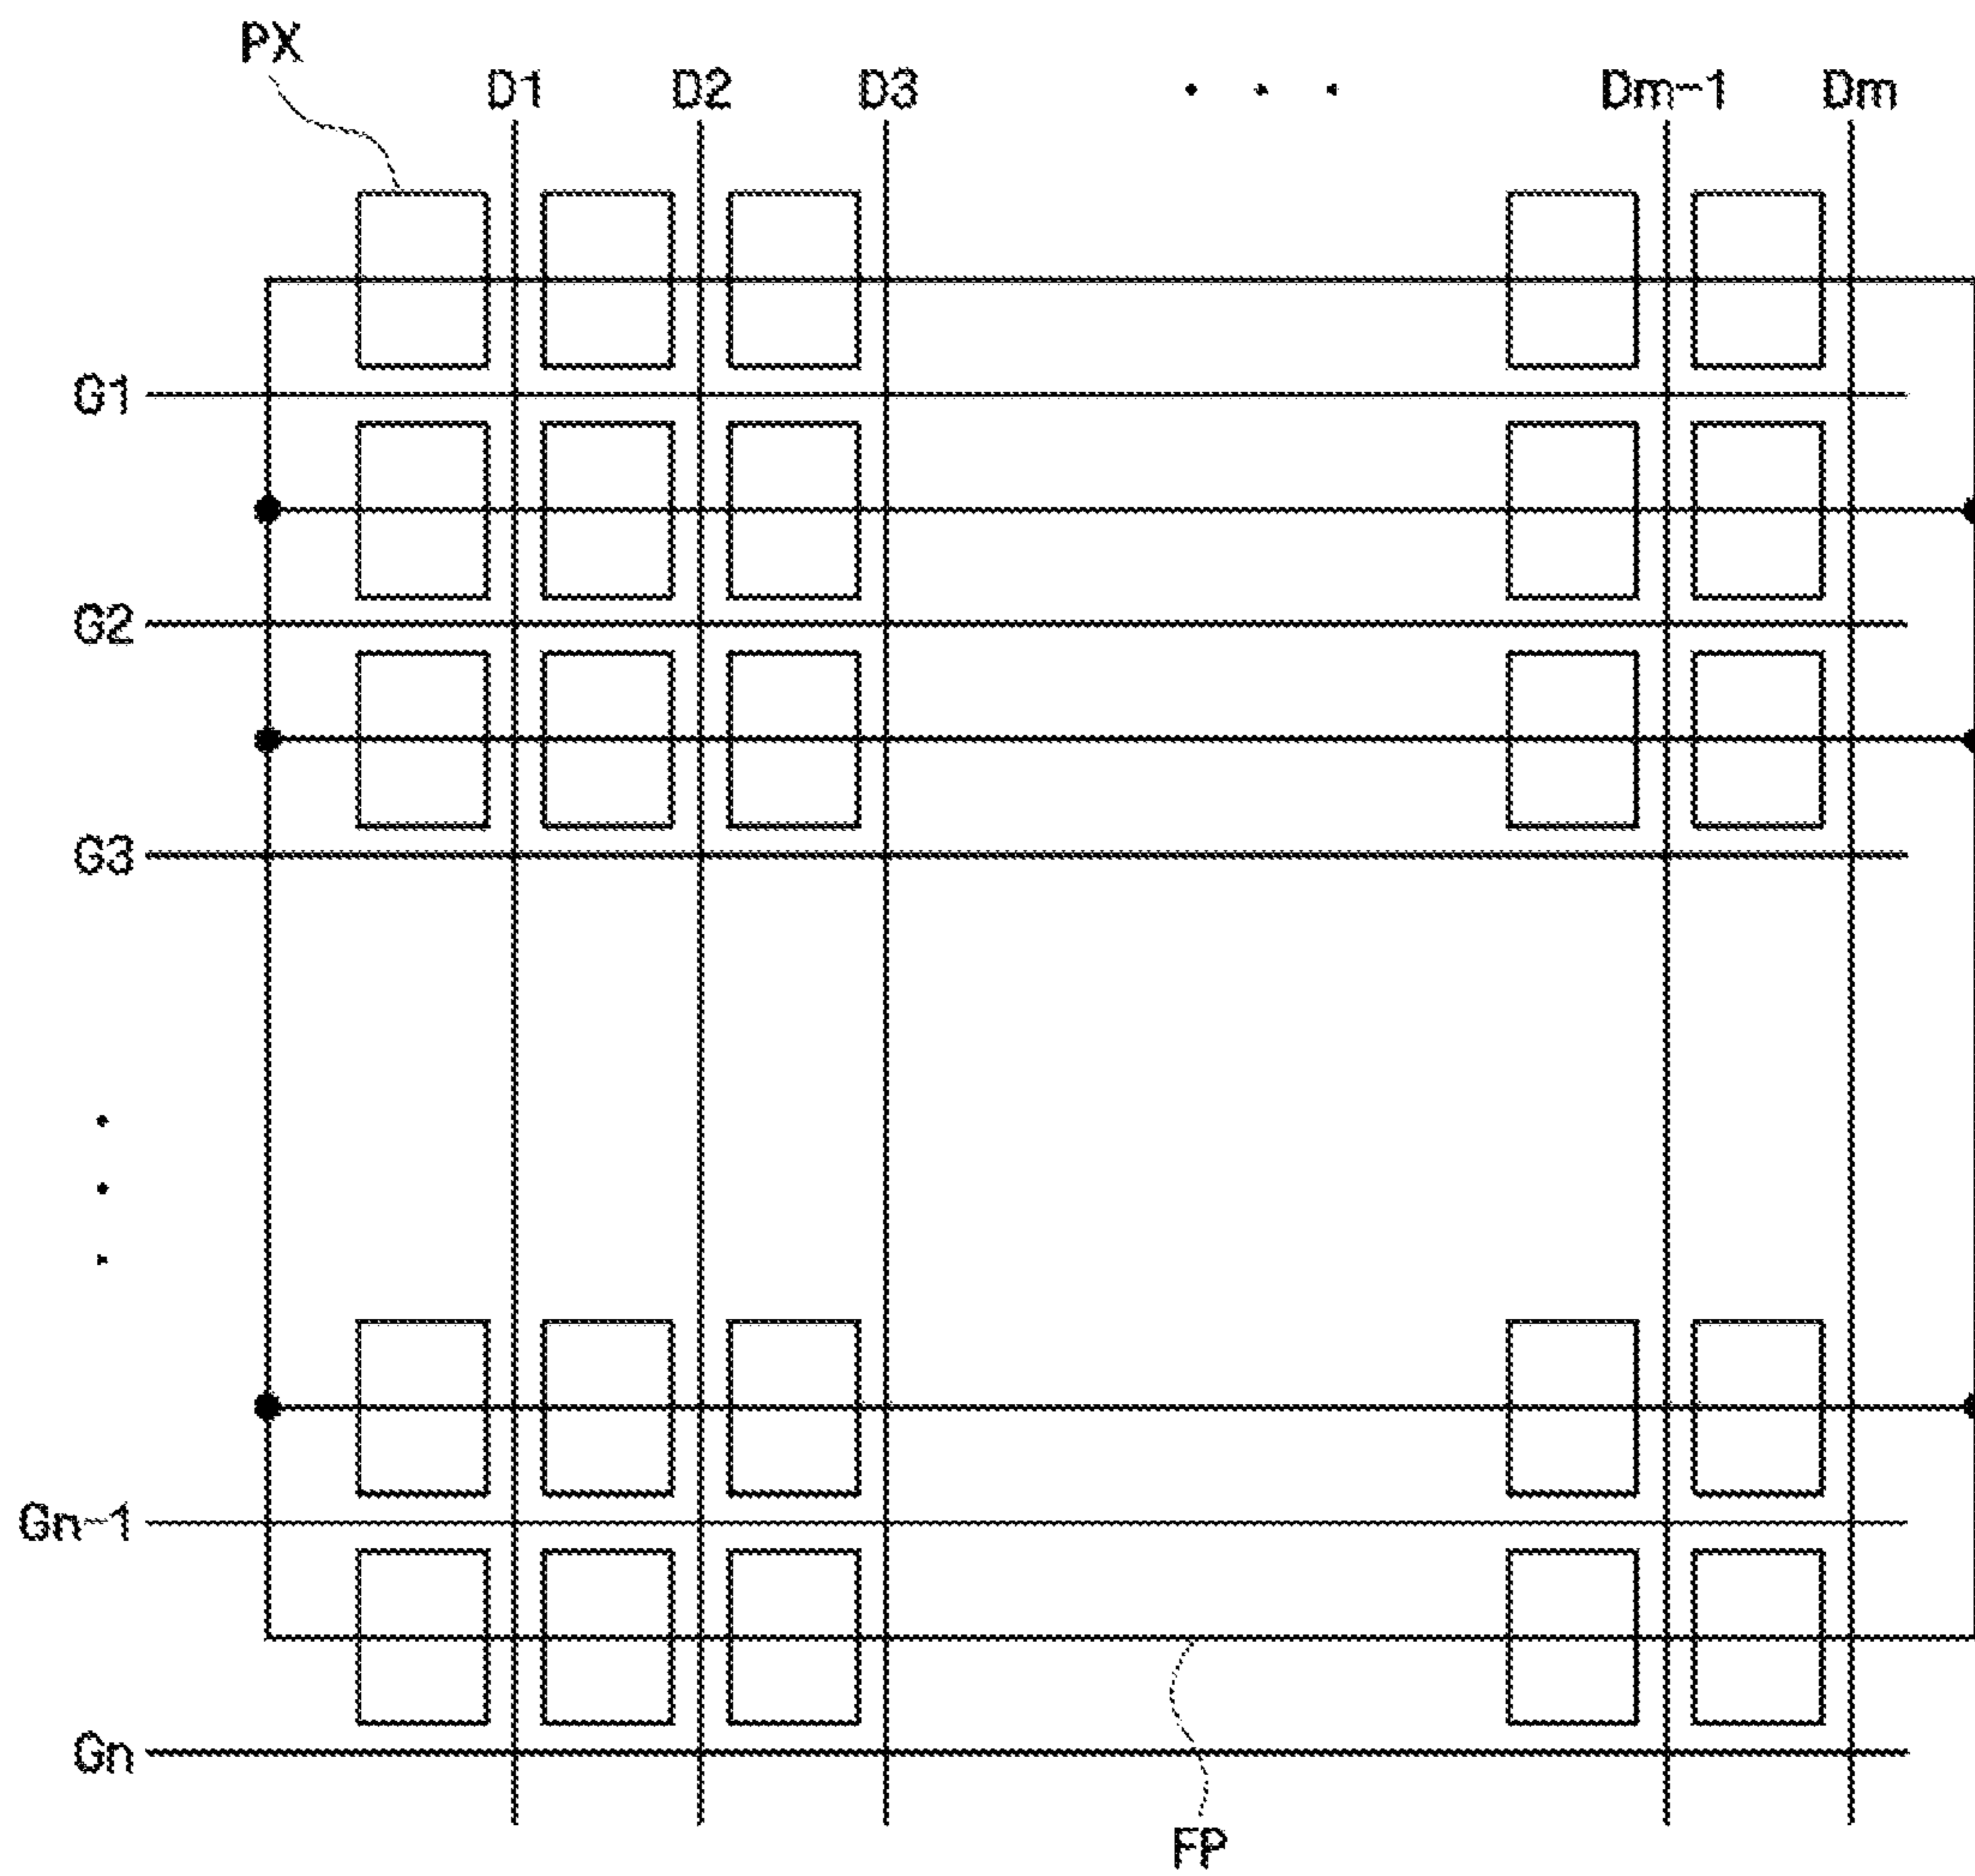 PX
D1 D2 D3 . . . Dm-1 Dm
G1
G2
G3
.
.
.
Gn-1
Gn
FP